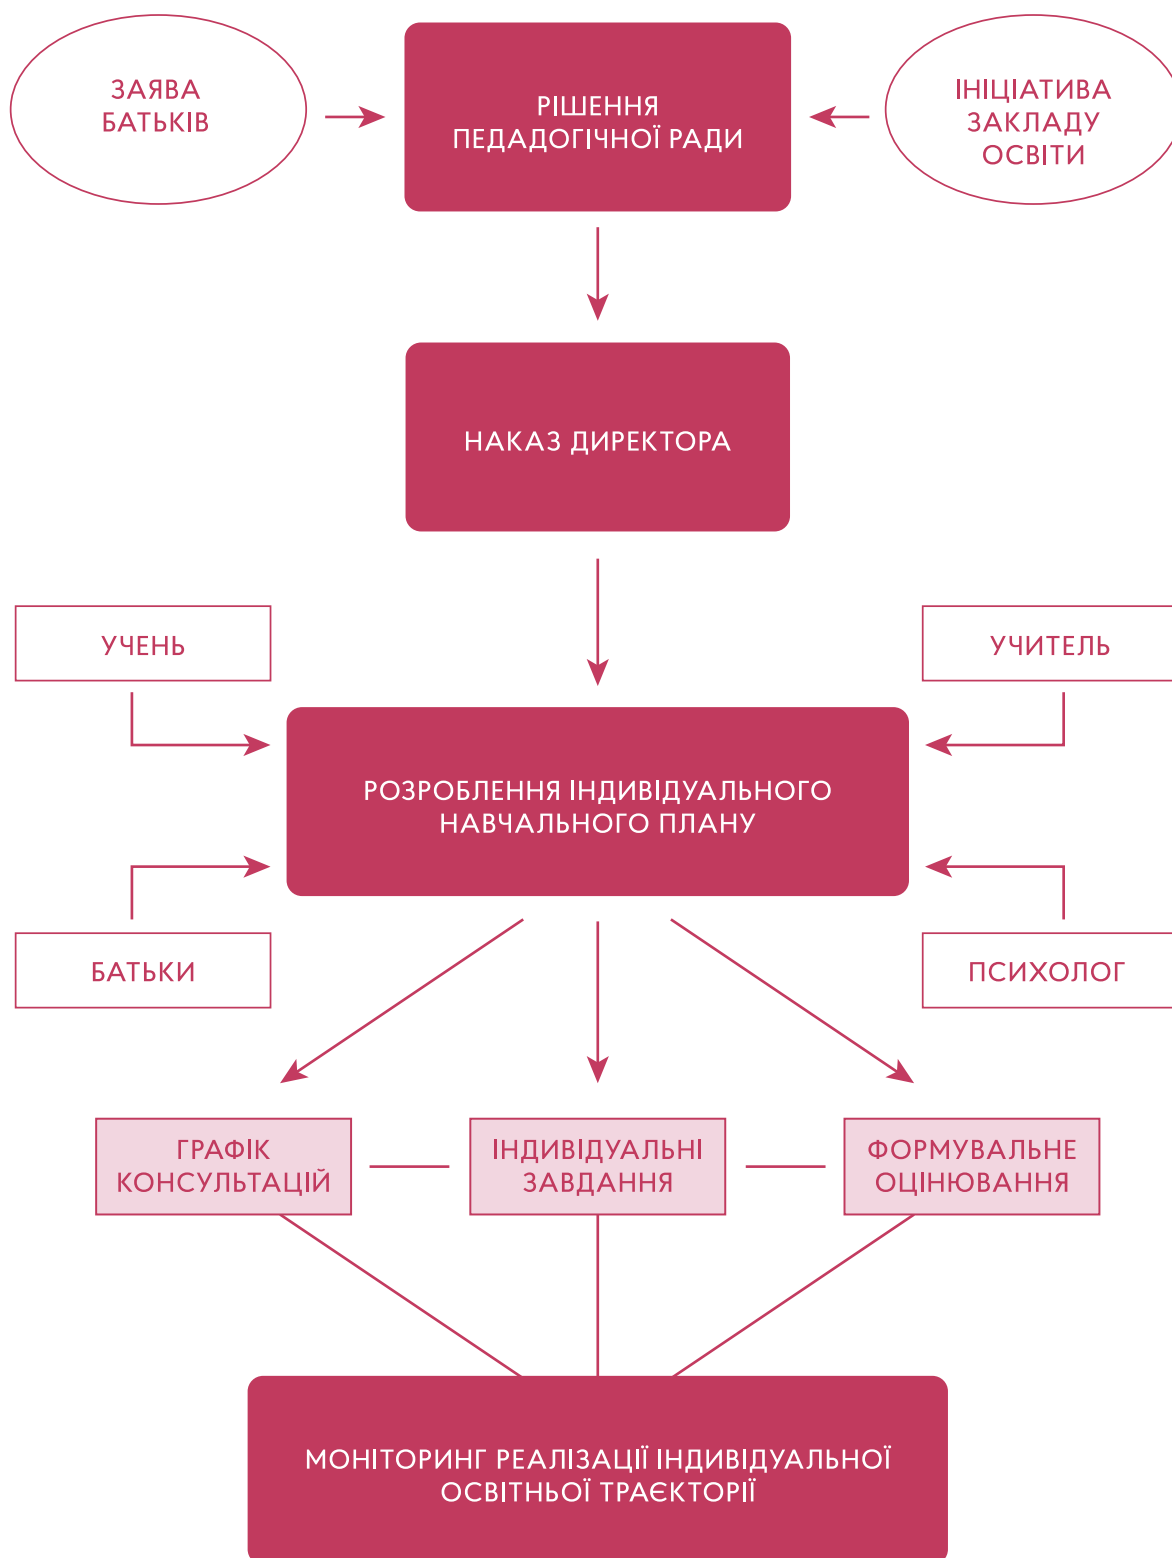 ЗАЯВА
БАТЬКІВ
РІШЕННЯ
ПЕДАДОГІЧНОЇ РАДИ
ІНІЦІАТИВА
ЗАКЛАДУ
ОСВІТИ
НАКАЗ ДИРЕКТОРА
УЧЕНЬ
УЧИТЕЛЬ
РОЗРОБЛЕННЯ ІНДИВІДУАЛЬНОГО
НАВЧАЛЬНОГО ПЛАНУ
БАТЬКИ
ПСИХОЛОГ
ГРАФІК
КОНСУЛЬТАЦІЙ
ІНДИВІДУАЛЬНІ
ЗАВДАННЯ
ФОРМУВАЛЬНЕ
ОЦІНЮВАННЯ
МОНІТОРИНГ РЕАЛІЗАЦІЇ ІНДИВІДУАЛЬНОЇ
ОСВІТНЬОЇ ТРАЄКТОРІЇ